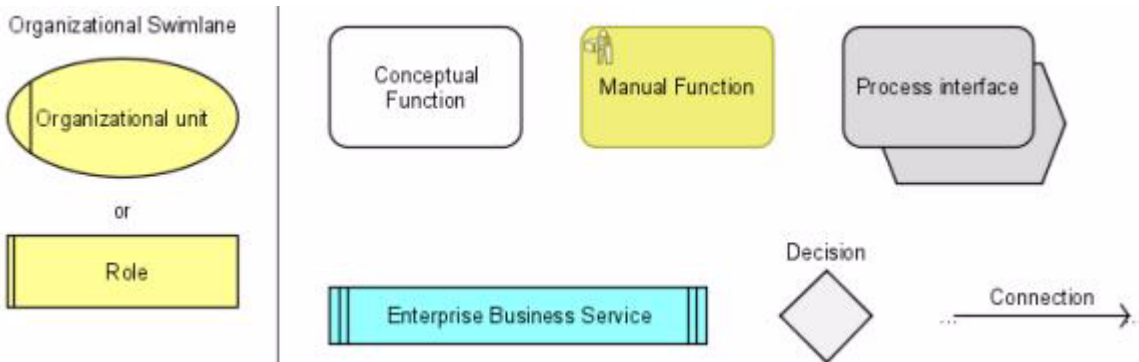 Organizational Swimlane
Organizational unit
or
Role
Conceptual
Function
Manual Function
Process interface
Enterprise Business Service
Decision
Connection
... ...